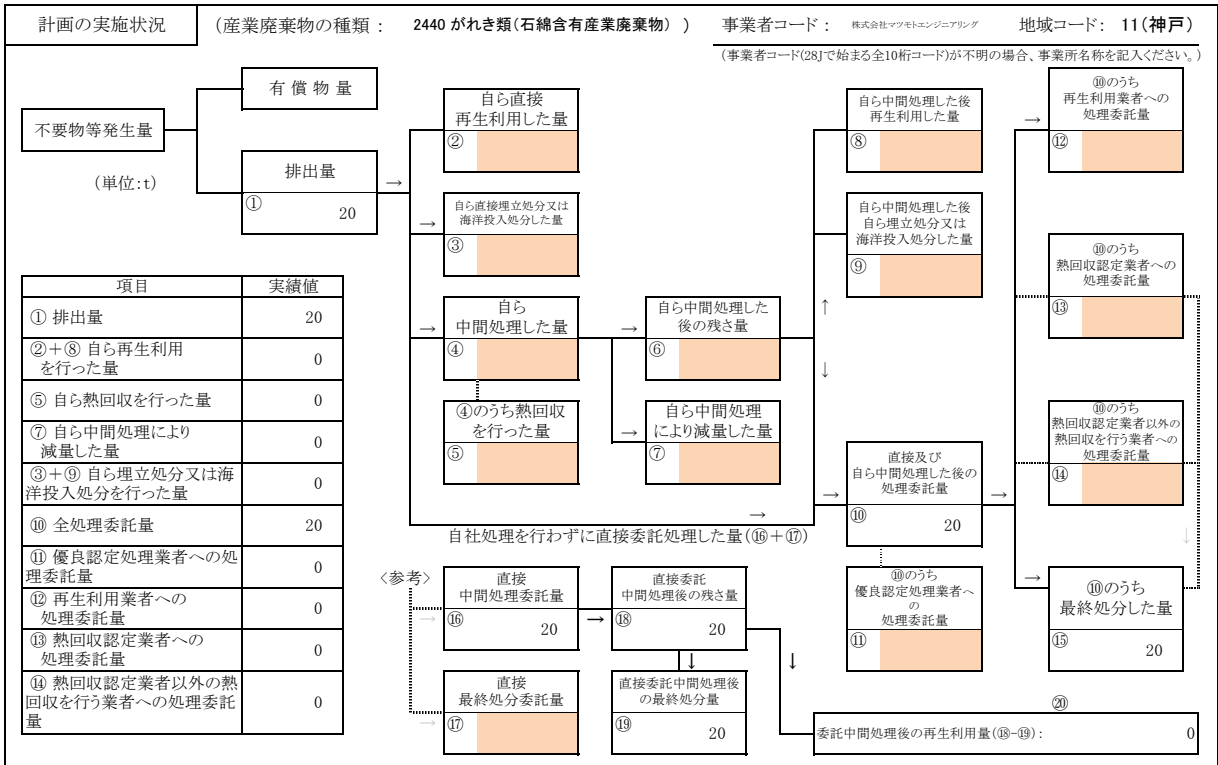 計画の実施状況
(産業廃棄物の種類： 2440 がれき類(石綿含有産業廃棄物) )
事業者コード： 株式会社マツモトエンジニアリング
地域コード： 11(神戸)
(事業者コード(28Jで始まる全10桁コード)が不明の場合、事業所名称を記入ください。)
不要物等発生量
(単位:t)
有償物量
排出量
① 20
→
自ら直接
再生利用した量
②
→
自ら直接埋立処分又は
海洋投入処分した量
③
→
自ら
中間処理した量
④
④のうち熱回収
を行った量
⑤
→
自ら中間処理した
後の残さ量
⑥
→
自ら中間処理
により減量した量
⑦
自ら中間処理した後
再生利用した量
⑧
自ら中間処理した後
自ら埋立処分又は
海洋投入処分した量
⑨
↑
↓
→
直接及び
自ら中間処理した後の
処理委託量
⑩ 20
→
⑩のうち
優良認定処理業者へ
の
処理委託量
⑪
→
⑩のうち
再生利用業者への
処理委託量
⑫
⑩のうち
熱回収認定業者への
処理委託量
⑬
⑩のうち
熱回収認定業者以外の
熱回収を行う業者への
処理委託量
⑭
↓
→
⑩のうち
最終処分した量
⑮ 20
→
自社処理を行わずに直接委託処理した量(⑯+⑰)
項目 実績値
① 排出量 20
②+⑧ 自ら再生利用
を行った量 0
⑤ 自ら熱回収を行った量 0
⑦ 自ら中間処理により
減量した量 0
③+⑨ 自ら埋立処分又は海
洋投入処分を行った量 0
⑩ 全処理委託量 20
⑪ 優良認定処理業者への処
理委託量 0
⑫ 再生利用業者への
処理委託量 0
⑬ 熱回収認定業者への
処理委託量 0
⑭ 熱回収認定業者以外の熱
回収を行う業者への処理委託
量 0
<参考>
→
直接
中間処理委託量
⑯ 20
→
直接委託
中間処理後の残さ量
⑱ 20
↓
↓
→
直接
最終処分委託量
⑰
直接委託中間処理後
の最終処分量
⑲ 20
⑳
委託中間処理後の再生利用量(⑱-⑲)： 0